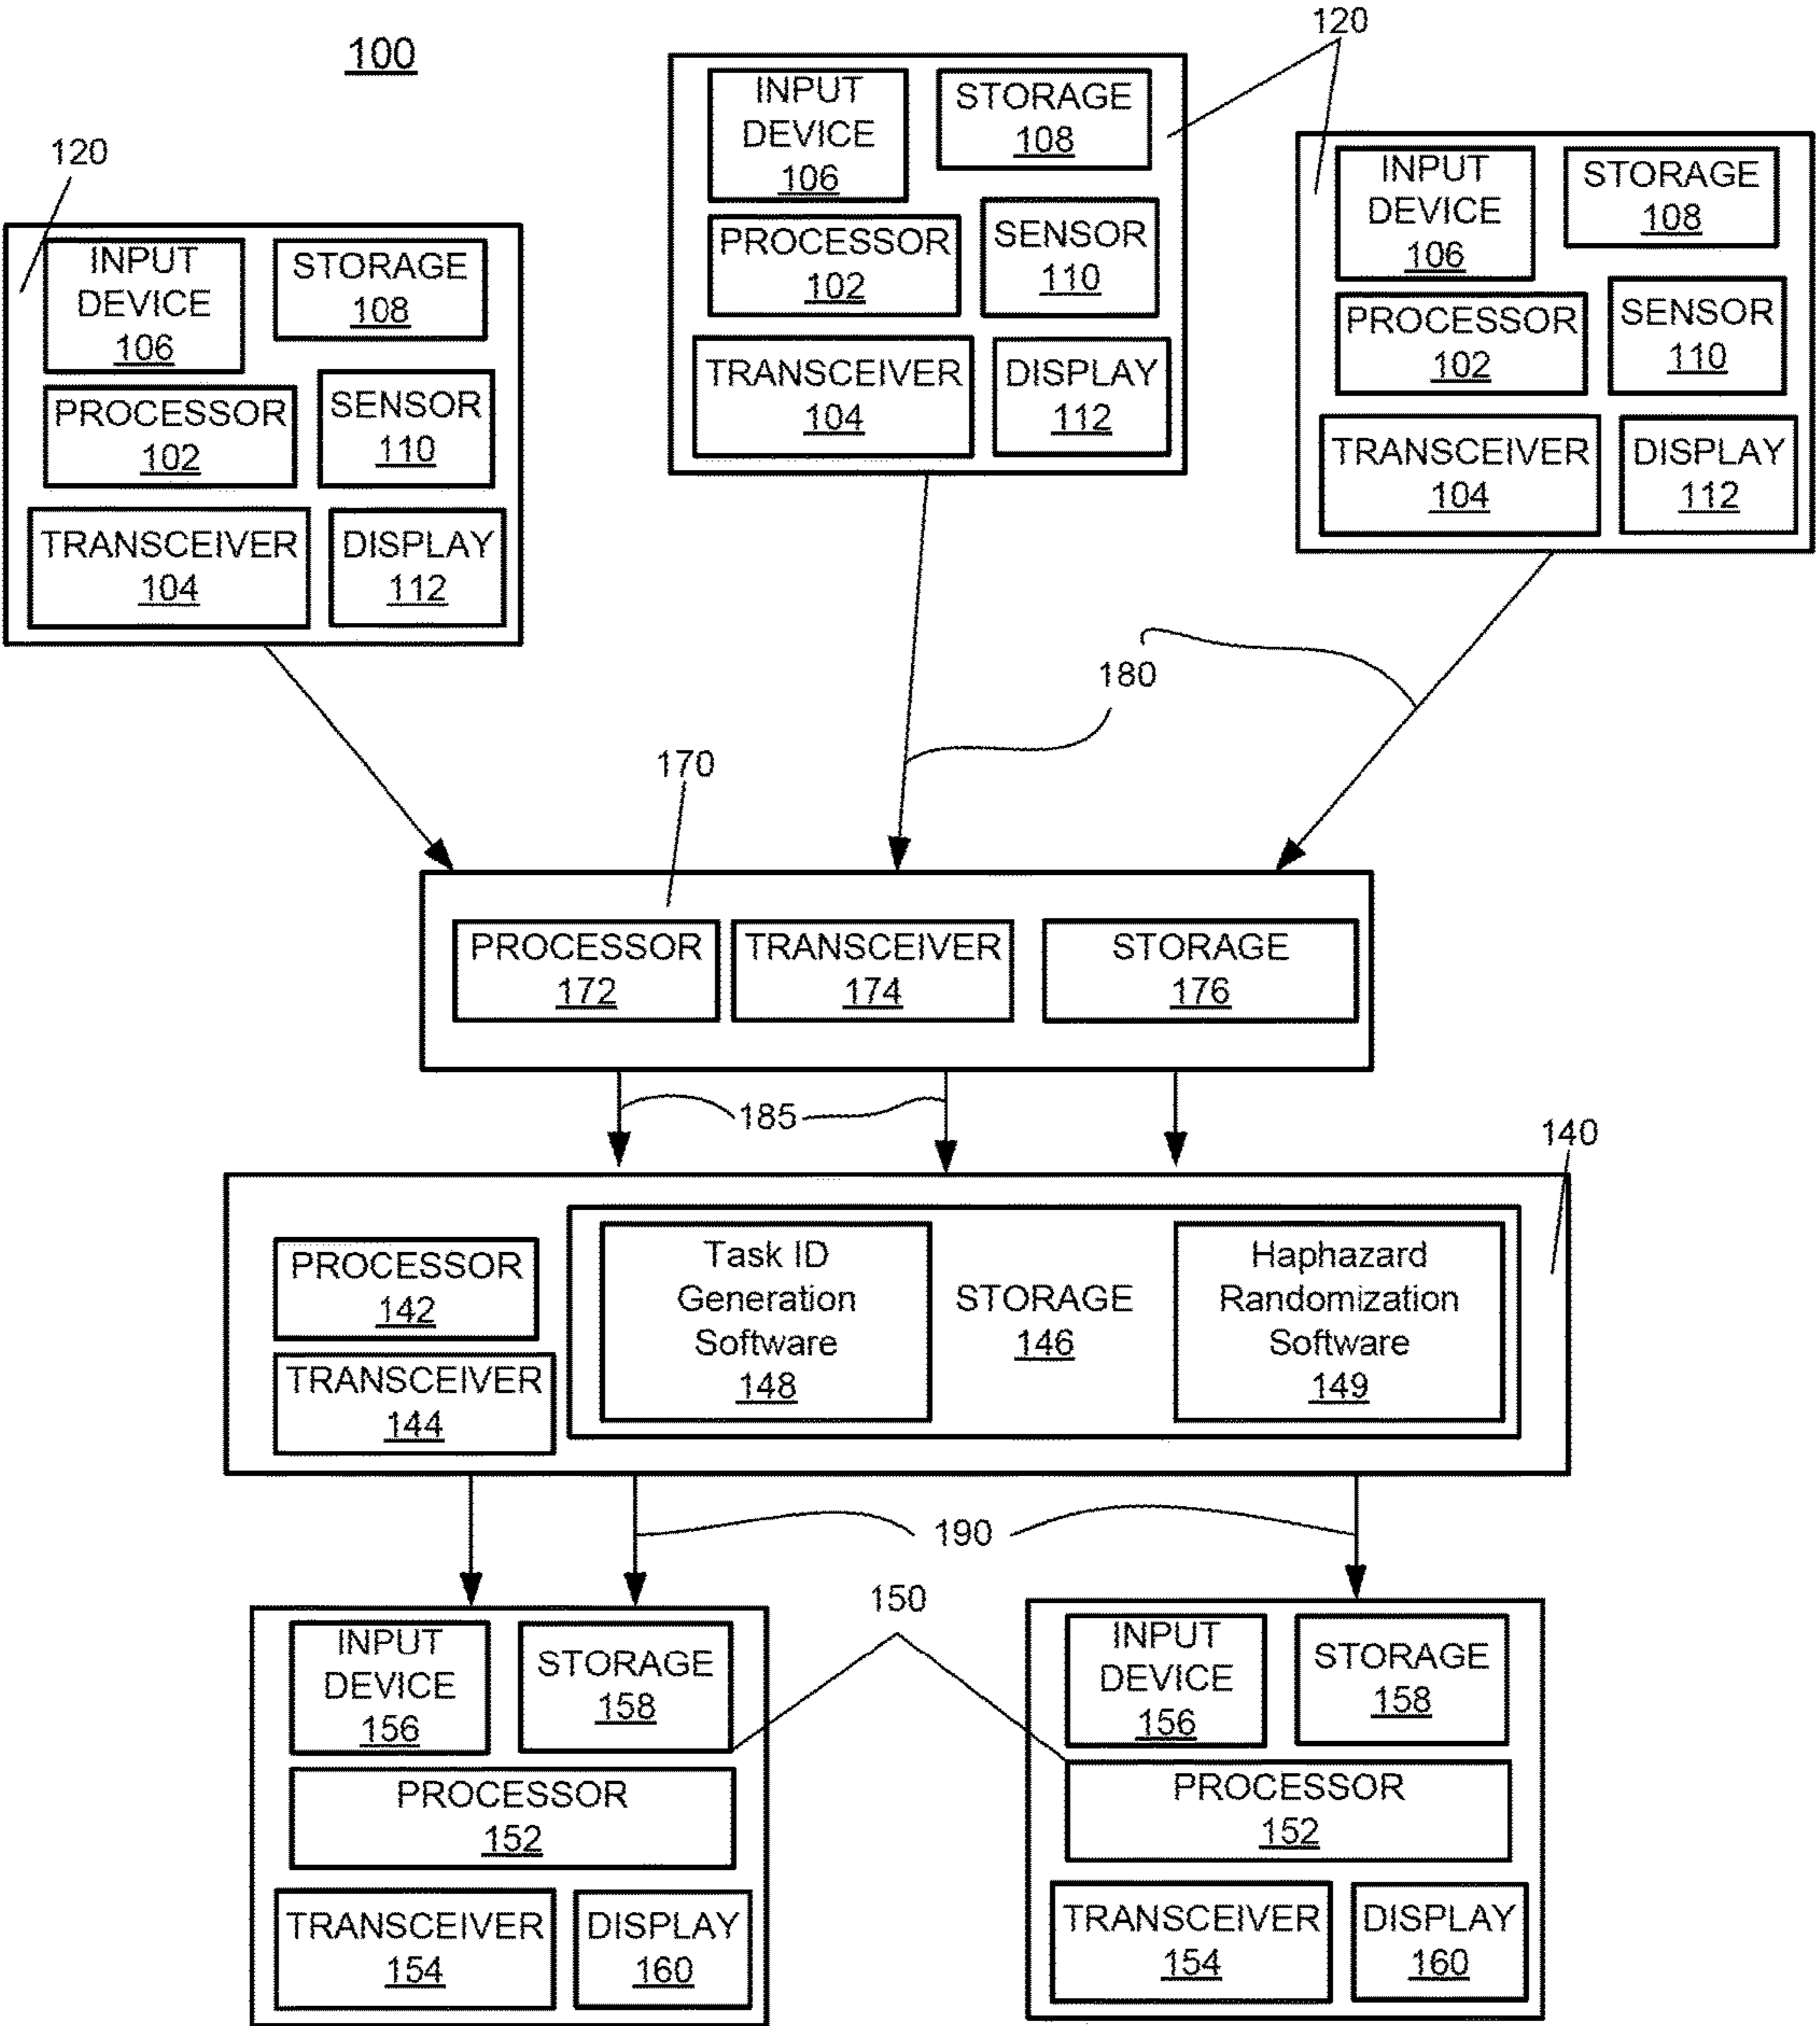 100
120
INPUT
DEVICE
106
STORAGE
108
PROCESSOR
102
SENSOR
110
TRANSCEIVER
104
DISPLAY
112
INPUT
DEVICE
106
STORAGE
108
PROCESSOR
102
SENSOR
110
TRANSCEIVER
104
DISPLAY
112
120
INPUT
DEVICE
106
STORAGE
108
PROCESSOR
102
SENSOR
110
TRANSCEIVER
104
DISPLAY
112
180
170
PROCESSOR
172
TRANSCEIVER
174
STORAGE
176
185
140
PROCESSOR
142
TRANSCEIVER
144
Task ID
Generation
Software
148
STORAGE
146
Haphazard
Randomization
Software
149
190
150
INPUT
DEVICE
156
STORAGE
158
PROCESSOR
152
TRANSCEIVER
154
DISPLAY
160
INPUT
DEVICE
156
STORAGE
158
PROCESSOR
152
TRANSCEIVER
154
DISPLAY
160